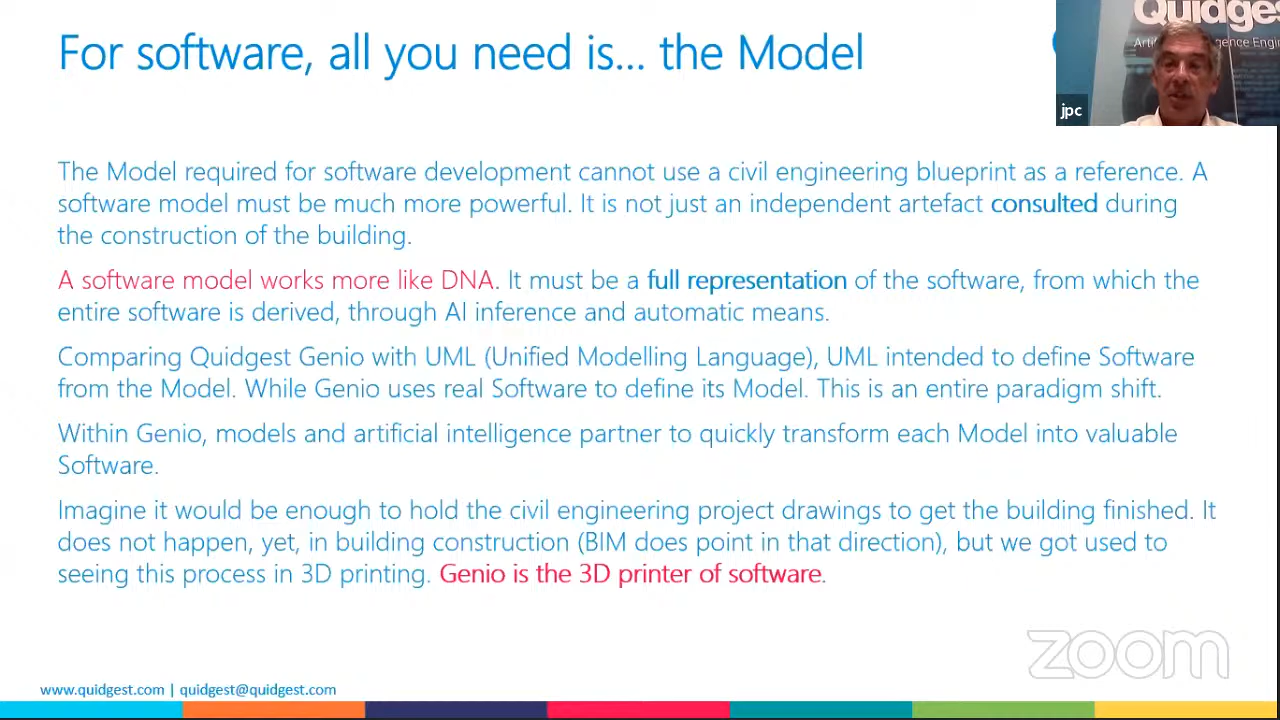 For software, all you need is... the Model
Quidges
jpc
The Model required for software development cannot use a civil engineering blueprint as a reference. A
software model must be much more powerful. It is not just an independent artefact consulted during
the construction of the building.
A software model works more like DNA. It must be a full representation of the software, from which the
entire software is derived, through AI inference and automatic means.
Comparing Quidgest Genio with UML (Unified Modelling Language), UML intended to define Software
from the Model. While Genio uses real Software to define its Model. This is an entire paradigm shift.
Within Genio, models and artificial intelligence partner to quickly transform each Model into valuable
Software.
Imagine it would be enough to hold the civil engineering project drawings to get the building finished. It
does not happen, yet, in building construction (BIM does point in that direction), but we got used to
seeing this process in 3D printing. Genio is the 3D printer of software.
zoom
www.quidgest.com | quidgest@quidgest.com